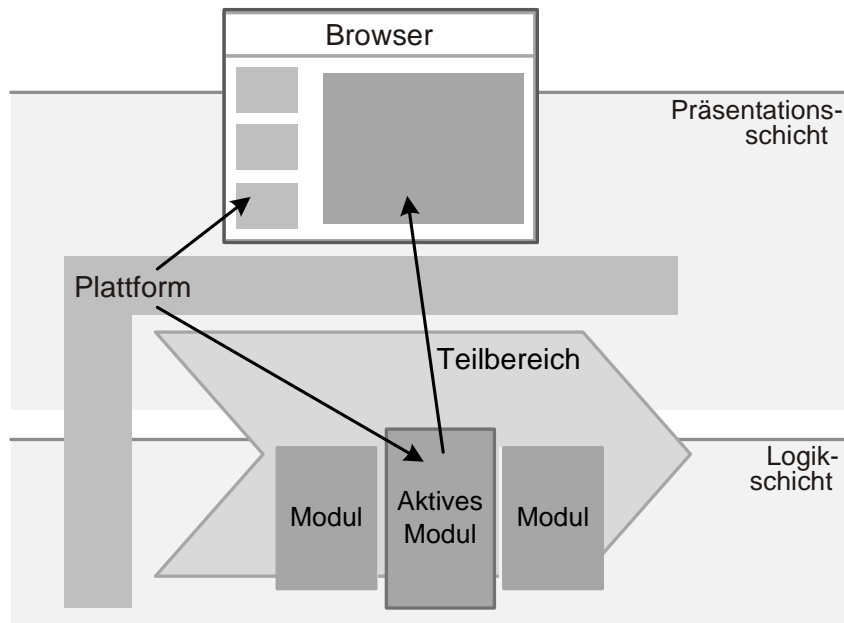 Browser
Präsentations-
schicht
Plattform
Teilbereich
Logik-
schicht
Modul
Aktives
Modul
Modul